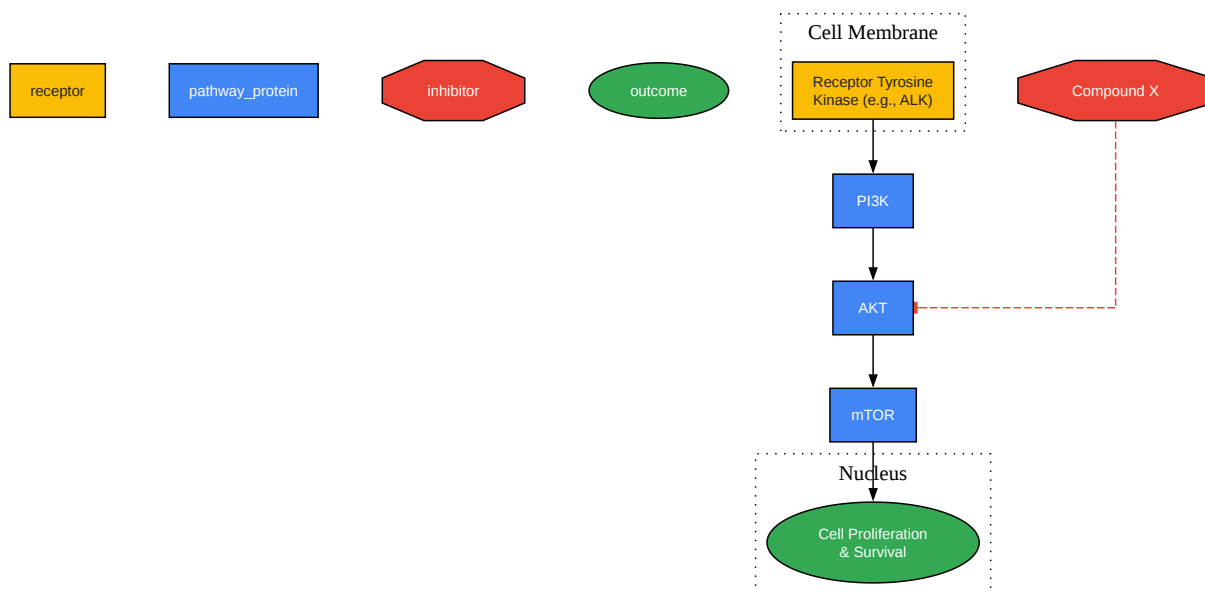 Cell Membrane
receptor
pathway_protein
inhibitor
outcome
Receptor Tyrosine
Kinase (e.g., ALK)
Compound X
PI3K
AKT
mTOR
Nucleus
Cell Proliferation
& Survival